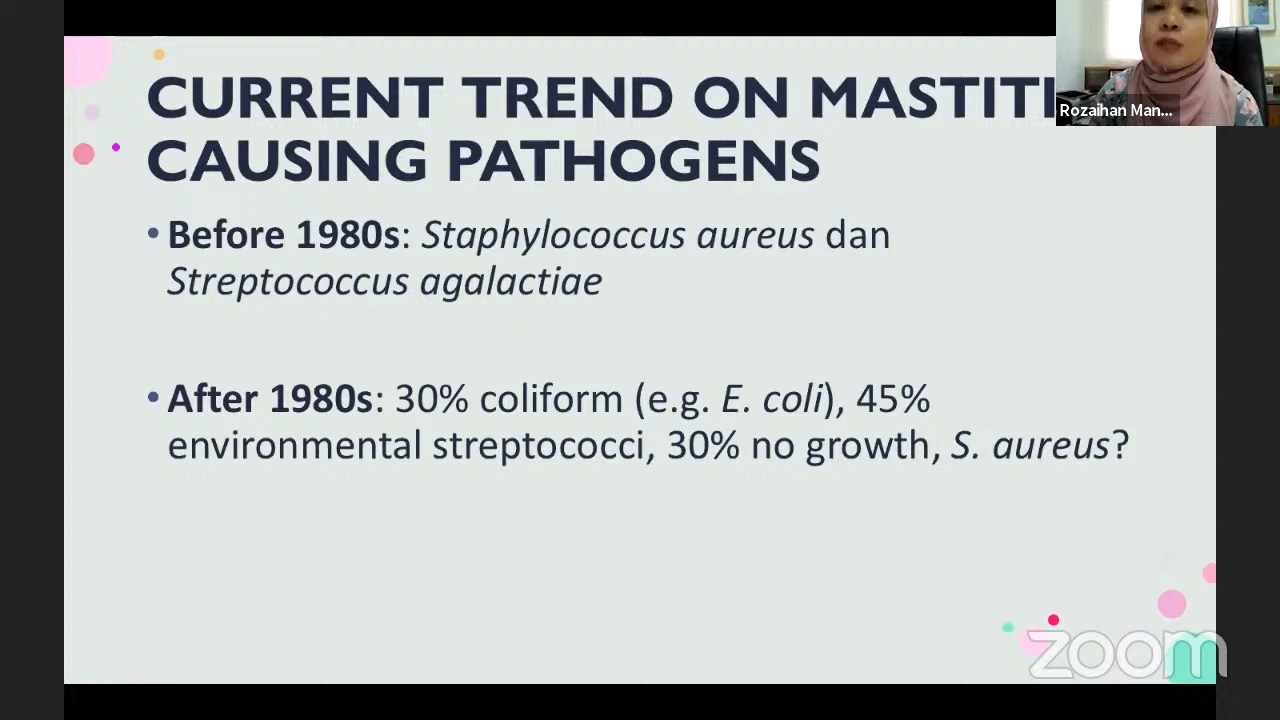 CURRENT TREND ON MASTITI
CAUSING PATHOGENS
Rozaihan Man...
• Before 1980s: Staphylococcus aureus dan
Streptococcus agalactiae
• After 1980s: 30% coliform (e.g. E. coli), 45%
environmental streptococci, 30% no growth, S. aureus?
zoom